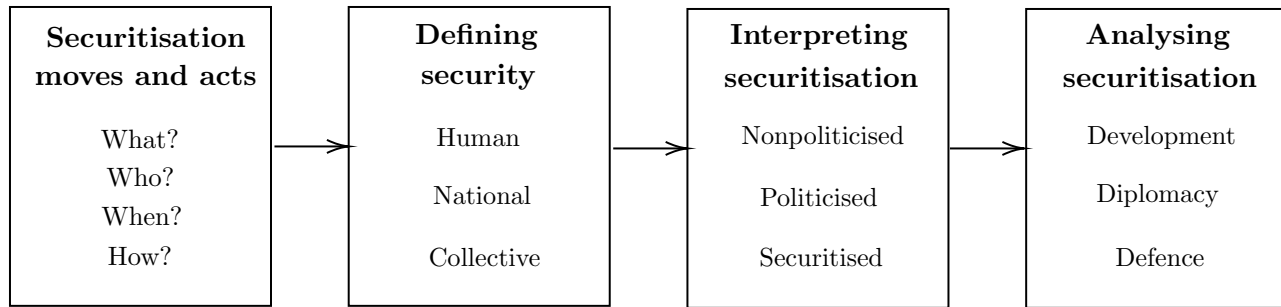 Securitisation
moves and acts
What?
Who?
When?
How?
Defining
security
Human
National
Collective
Interpreting
securitisation
Nonpoliticised
Politicised
Securitised
Analysing
securitisation
Development
Diplomacy
Defence